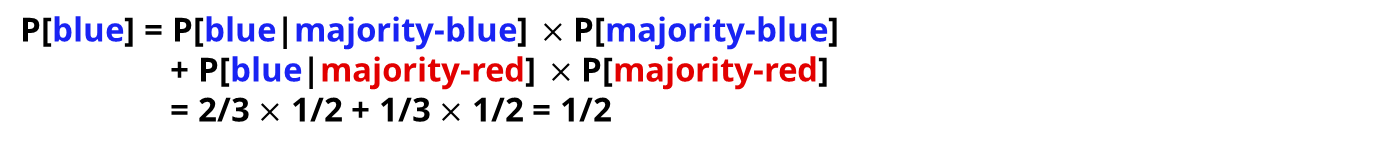 P[blue] = P[blue|majority-blue] × P[majority-blue]
+ P[blue|majority-red] × P[majority-red]
= 2/3 × 1/2 + 1/3 × 1/2 = 1/2